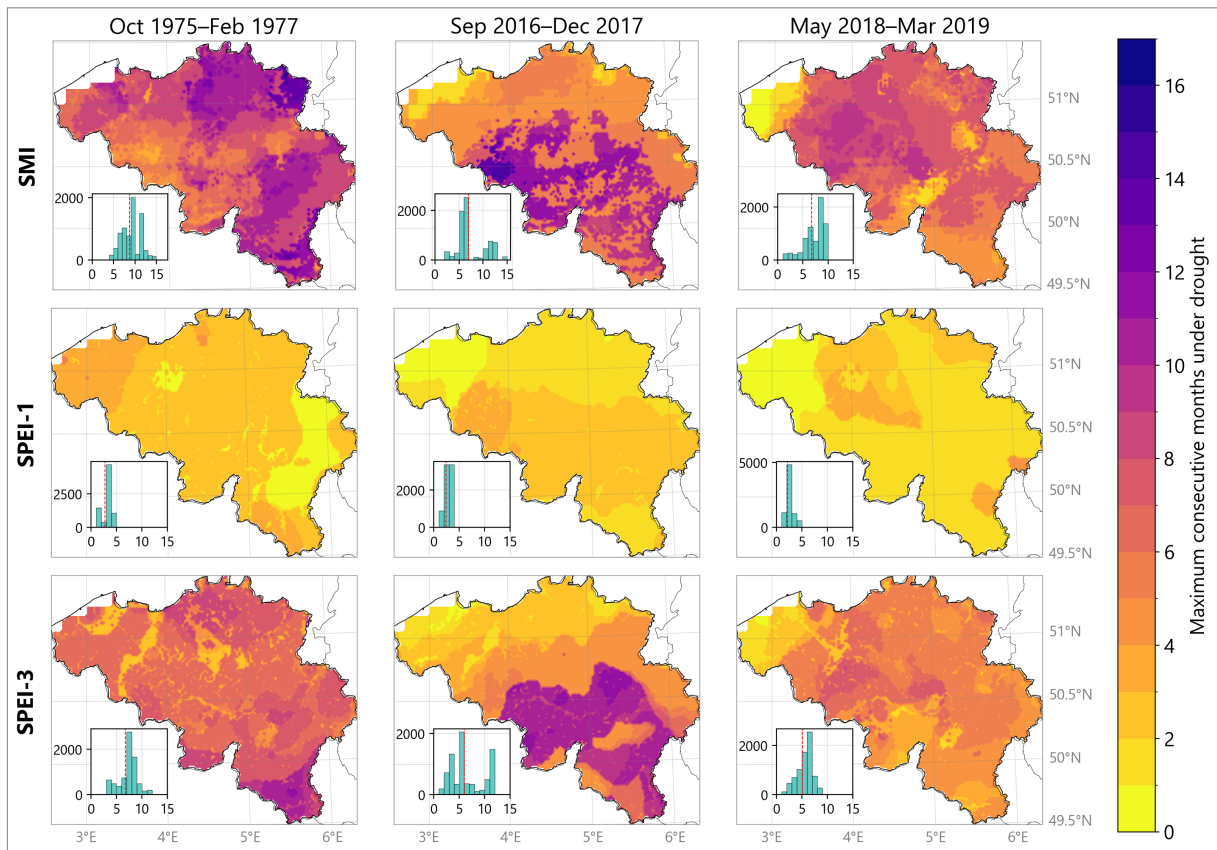 Oct 1975–Feb 1977 Sep 2016–Dec 2017 May 2018–Mar 2019
SMI
2000
0
0 5 10 15
2000
0
0 5 10 15
2000
0
0 5 10 15
51°N
50.5°N
50°N
49.5°N
SPEI-1
2500
0
0 5 10 15
2000
0
0 5 10 15
5000
0
0 5 10 15
51°N
50.5°N
50°N
49.5°N
SPEI-3
2000
0
0 5 10 15
2000
0
0 5 10 15
2000
0
0 5 10 15
51°N
50.5°N
50°N
49.5°N
3°E 4°E 5°E 6°E
3°E 4°E 5°E 6°E
3°E 4°E 5°E 6°E
16
14
12
10
8
6
4
2
0
Maximum consecutive months under drought